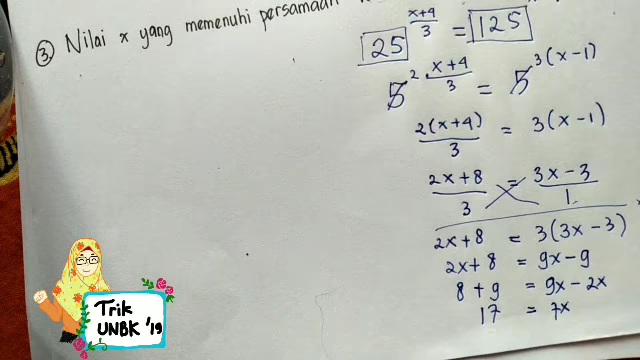 ③ Nilai x yang memenuhi persamaan
25^(x+4)/3 = 125
5^2·(x+4)/3 = 5^3(x-1)
2(x+4)/3 = 3(x-1)
2x+8/3 = 3x-3/1
2x+8 = 3(3x-3)
2x+8 = 9x-9
8+9 = 9x-2x
17 = 7x
Trik
UNBK '19